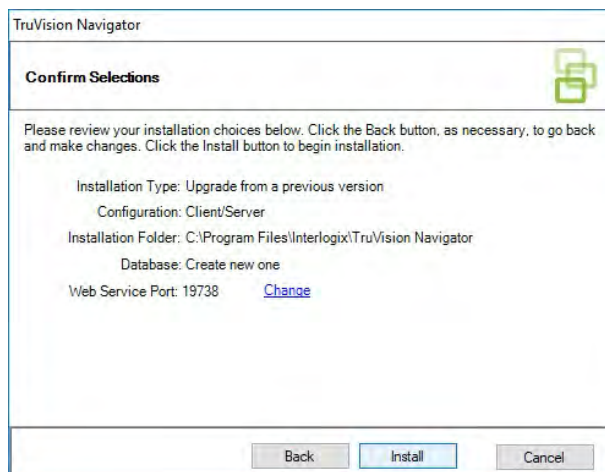 TruVision Navigator
Confirm Selections
Please review your installation choices below. Click the Back button, as necessary, to go back
and make changes. Click the Install button to begin installation.
Installation Type: Upgrade from a previous version
Configuration: Client/Server
Installation Folder: C:\Program Files\Interlogix\TruVision Navigator
Database: Create new one
Web Service Port: 19738 Change
Back Install Cancel